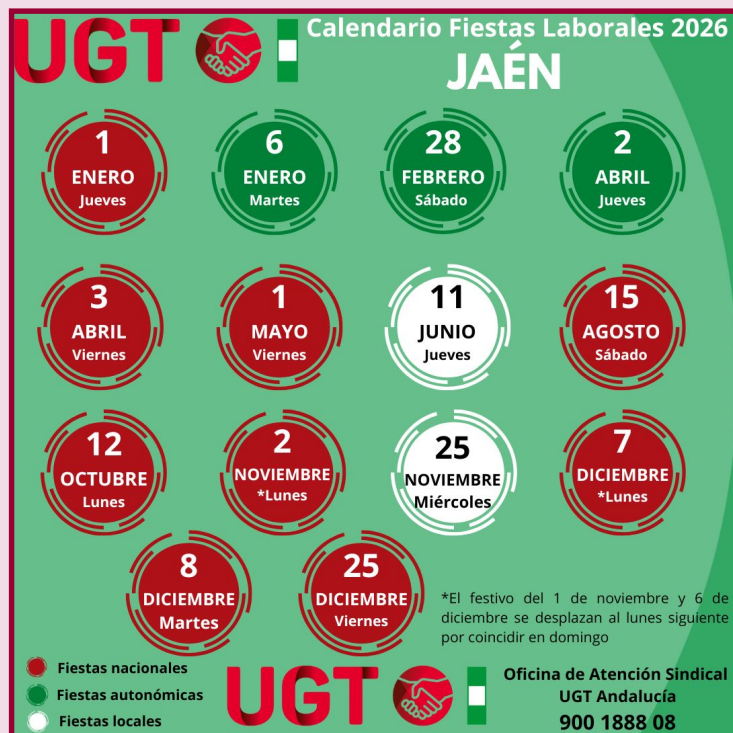 UGT
Calendario Fiestas Laborales 2026
JAÉN
1
ENERO
Jueves
6
ENERO
Martes
28
FEBRERO
Sábado
2
ABRIL
Jueves
3
ABRIL
Viernes
1
MAYO
Viernes
11
JUNIO
Jueves
15
AGOSTO
Sábado
12
OCTUBRE
Lunes
2
NOVIEMBRE
*Lunes
25
NOVIEMBRE
Miércoles
7
DICIEMBRE
*Lunes
8
DICIEMBRE
Martes
25
DICIEMBRE
Viernes
*El festivo del 1 de noviembre y 6 de
diciembre se desplazan al lunes siguiente
por coincidir en domingo
Fiestas nacionales
Fiestas autonómicas
Fiestas locales
UGT
Oficina de Atención Sindical
UGT Andalucía
900 1888 08